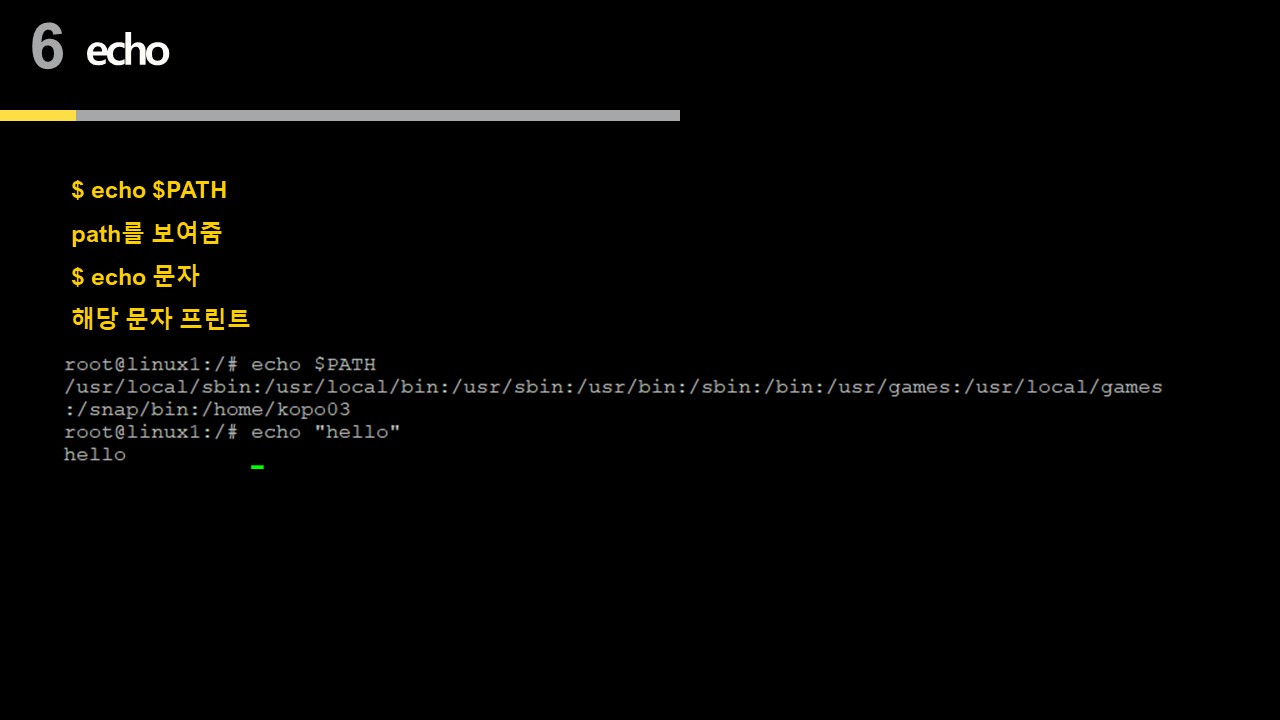 6 echo
$ echo $PATH
path를 보여줌
$ echo 문자
해당 문자 프린트
root@linux1:/# echo $PATH
/usr/local/sbin:/usr/local/bin:/usr/sbin:/usr/bin:/sbin:/bin:/usr/games:/usr/local/games
:/snap/bin:/home/kopo03
root@linux1:/# echo "hello"
hello